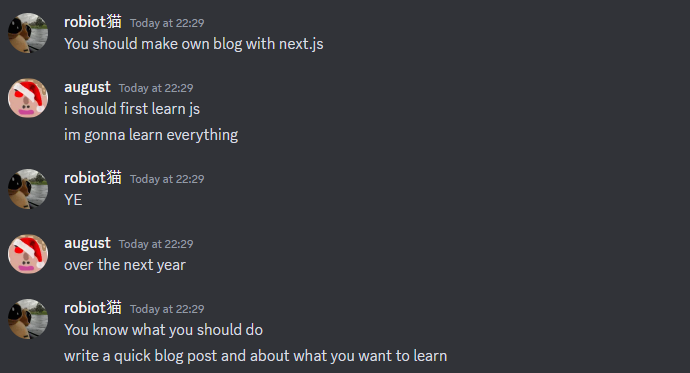 robiot猫 Today at 22:29
You should make own blog with next.js
august Today at 22:29
i should first learn js
im gonna learn everything
robiot猫 Today at 22:29
YE
august Today at 22:29
over the next year
robiot猫 Today at 22:29
You know what you should do
write a quick blog post and about what you want to learn